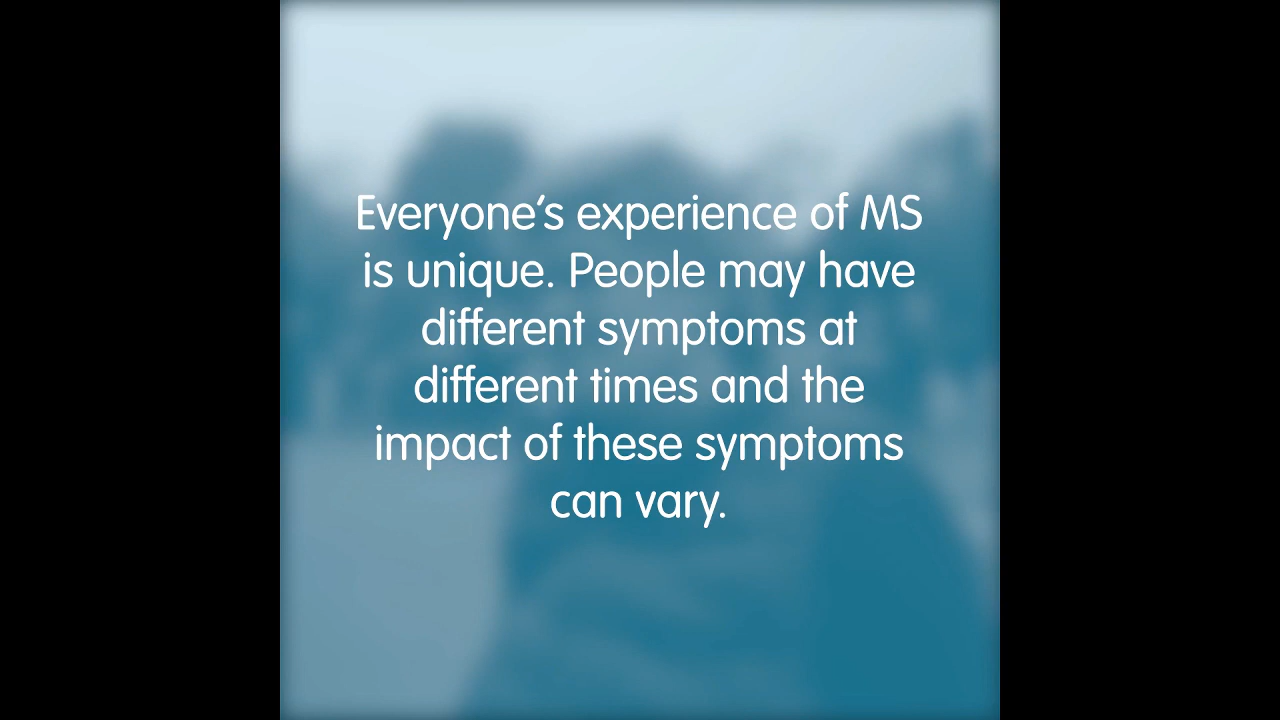 Everyone's experience of MS
is unique. People may have
different symptoms at
different times and the
impact of these symptoms
can vary.